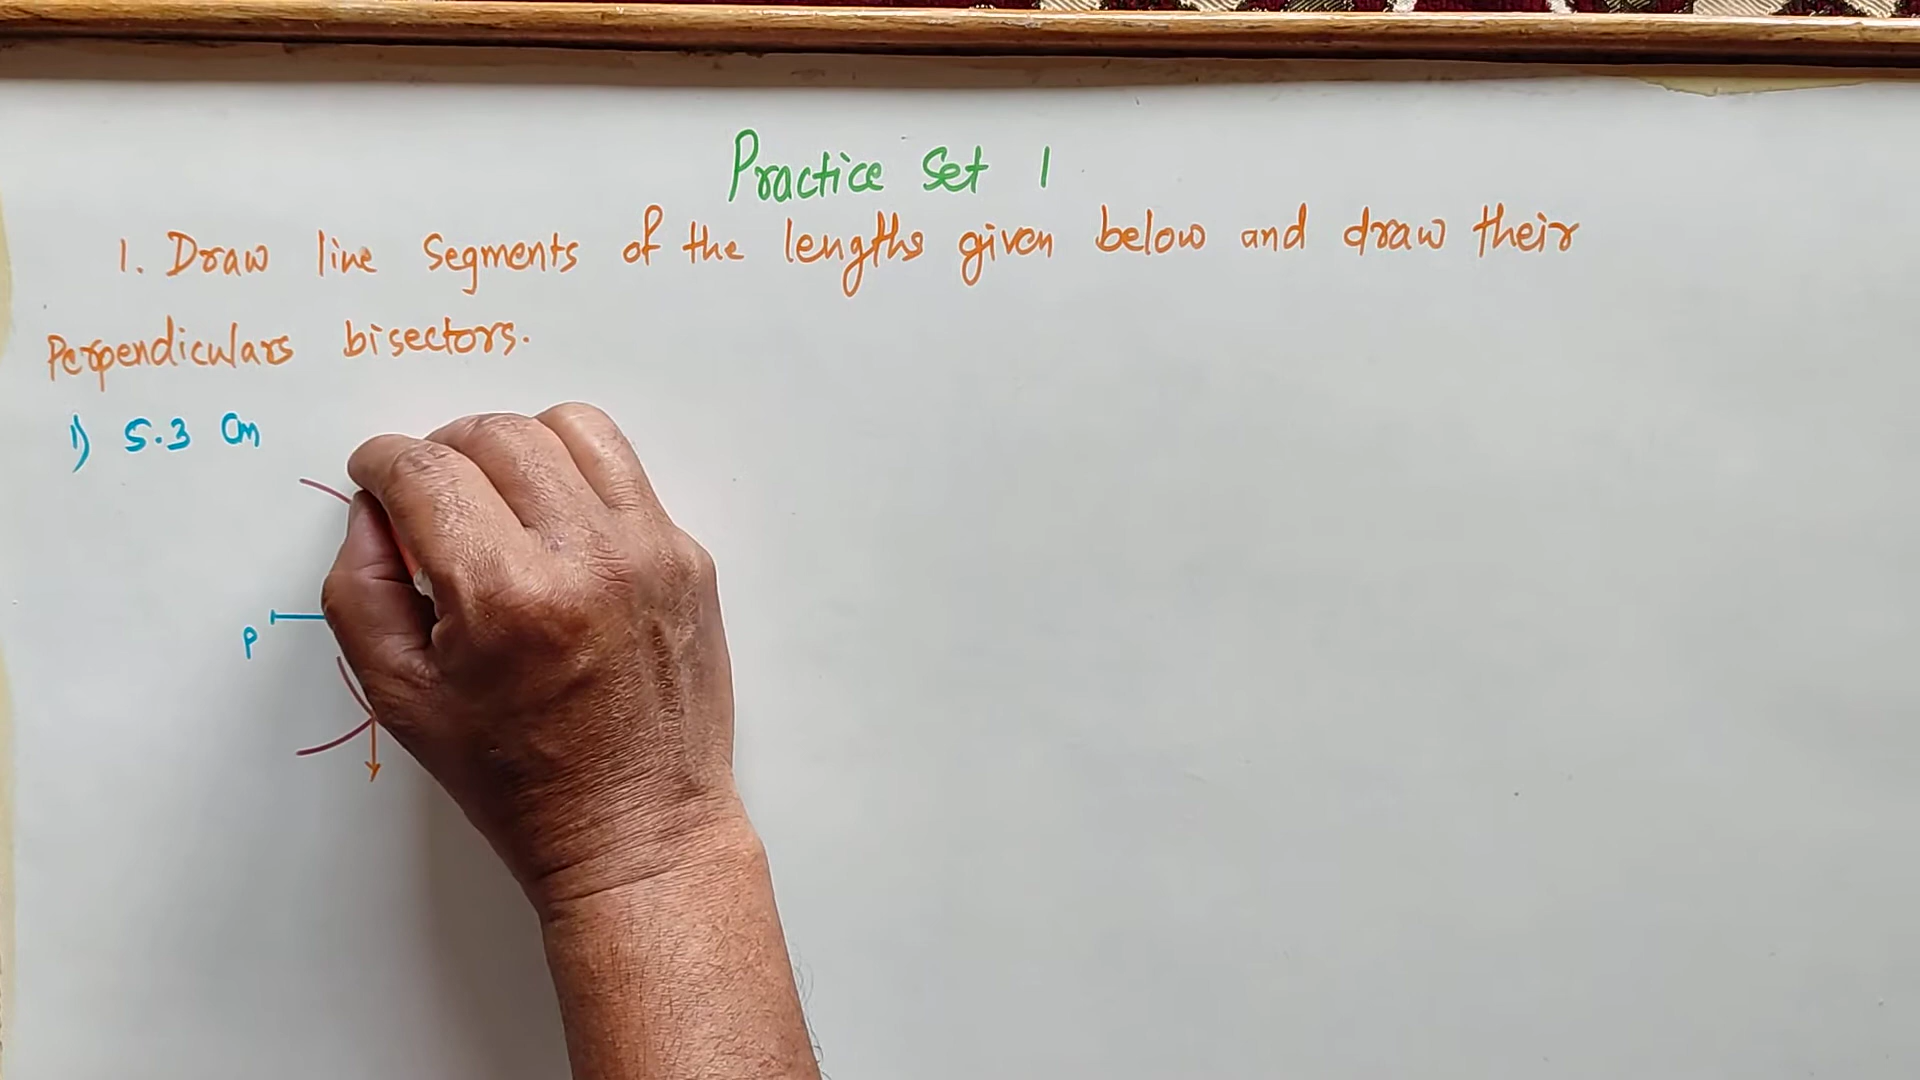 Practice Set 1
1. Draw line segments of the lengths given below and draw their
Perpendiculars bisectors.
1) 5.3 cm
P